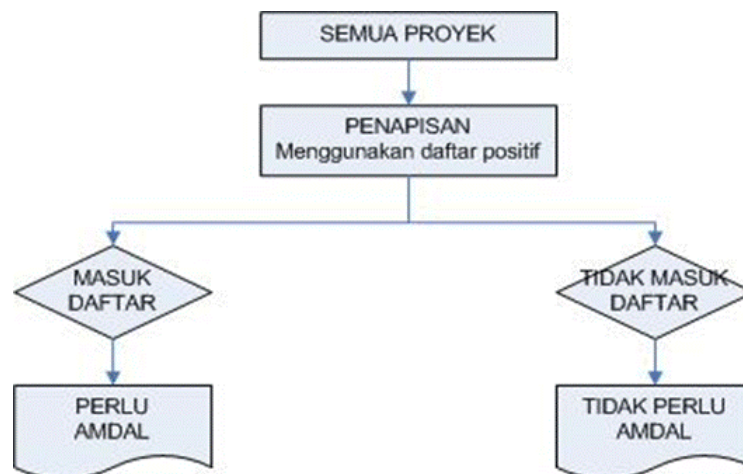 SEMUA PROYEK
PENAPISAN
Menggunakan daftar positif
MASUK
DAFTAR
TIDAK MASUK
DAFTAR
PERLU
AMDAL
TIDAK PERLU
AMDAL